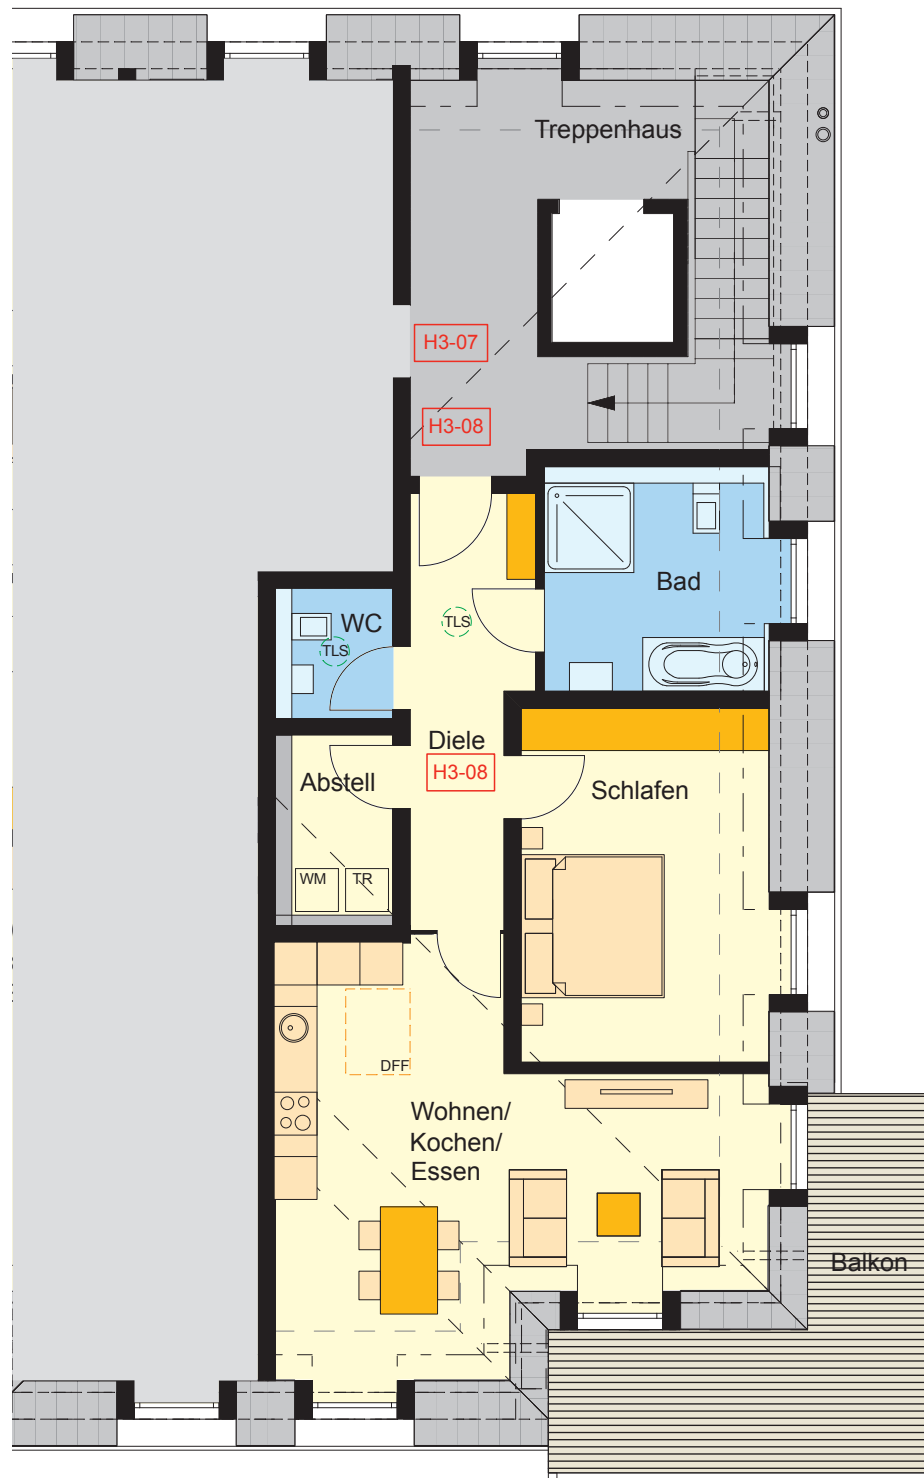 Treppenhaus
H3-07
H3-08
Bad
WC
TLS
TLS
Diele
H3-08
Abstell
Schlafen
WM
TR
DFF
Wohnen/
Kochen/
Essen
Balkon